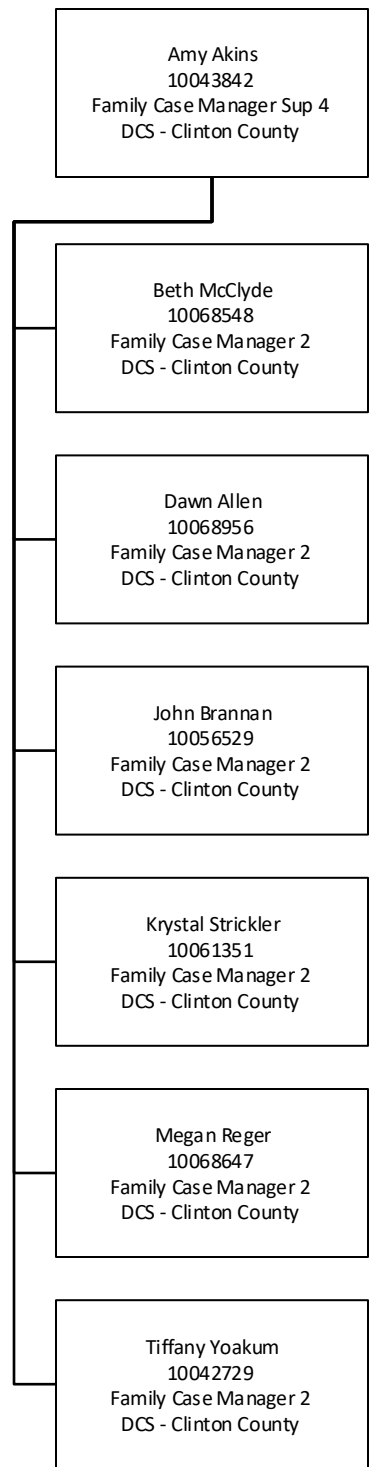 Amy Akins
10043842
Family Case Manager Sup 4
DCS - Clinton County
Beth McClyde
10068548
Family Case Manager 2
DCS - Clinton County
Dawn Allen
10068956
Family Case Manager 2
DCS - Clinton County
John Brannan
10056529
Family Case Manager 2
DCS - Clinton County
Krystal Strickler
10061351
Family Case Manager 2
DCS - Clinton County
Megan Reger
10068647
Family Case Manager 2
DCS - Clinton County
Tiffany Yoakum
10042729
Family Case Manager 2
DCS - Clinton County